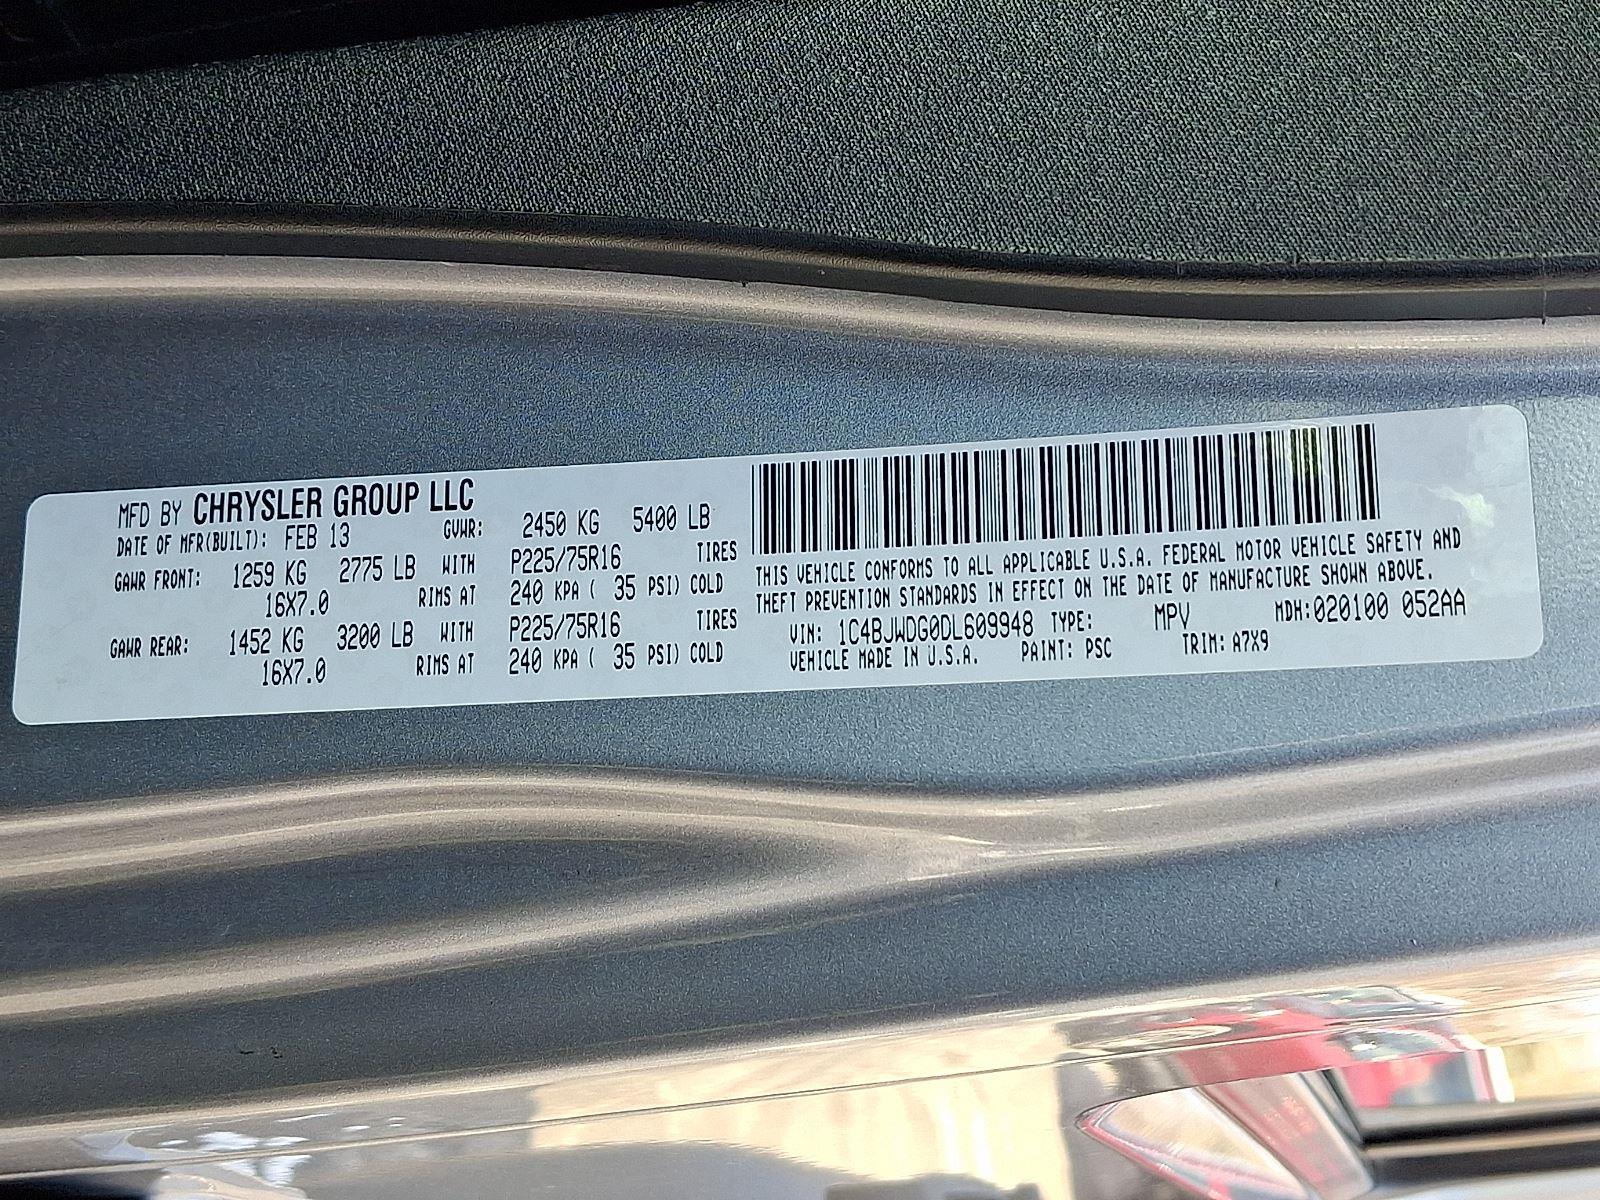 MFD BY CHRYSLER GROUP LLC
DATE OF MFR(BUILT): FEB 13 GVWR: 2450 KG 5400 LB
GAWR FRONT: 1259 KG 2775 LB WITH P225/75R16 TIRES
16X7.0 RIMS AT 240 KPA ( 35 PSI) COLD
GAWR REAR: 1452 KG 3200 LB WITH P225/75R16 TIRES
16X7.0 RIMS AT 240 KPA ( 35 PSI) COLD
THIS VEHICLE CONFORMS TO ALL APPLICABLE U.S.A. FEDERAL MOTOR VEHICLE SAFETY AND
THEFT PREVENTION STANDARDS IN EFFECT ON THE DATE OF MANUFACTURE SHOWN ABOVE.
VIN: 1C4BJWDG0DL609948 TYPE: MPV MDH:020100 052AA
VEHICLE MADE IN U.S.A. PAINT: PSC TRIM: A7X9